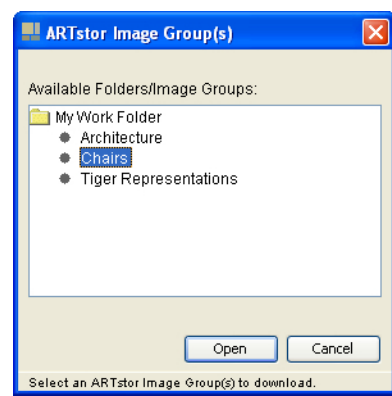 ARTstor Image Group(s)
Available Folders/Image Groups:
My Work Folder
Architecture
Chairs
Tiger Representations
Open Cancel
Select an ARTstor Image Group(s) to download.